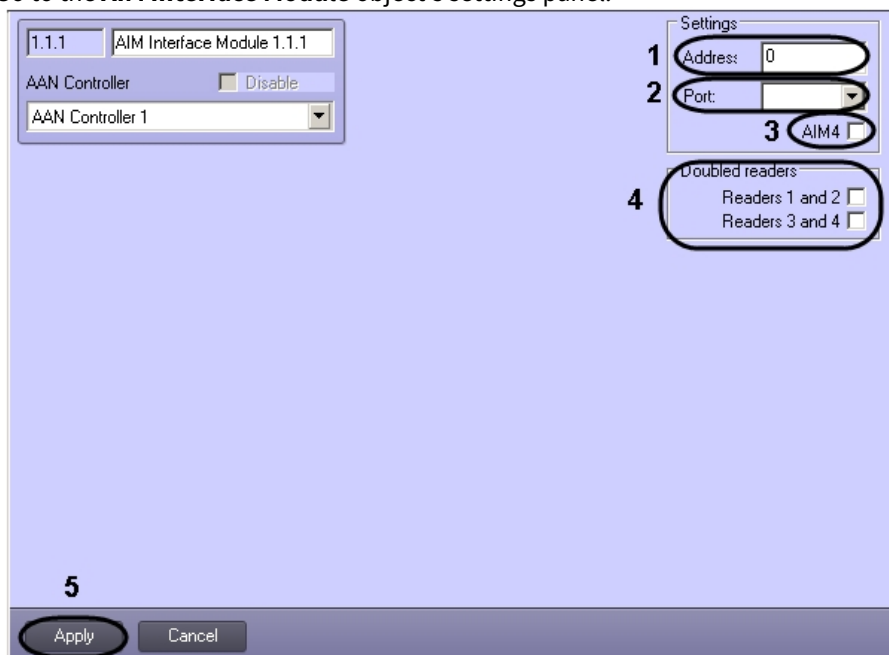 Go to the AIM Interface Module object's settings panel.
1.1.1 AIM Interface Module 1.1.1
AAN Controller Disable
AAN Controller 1
Settings
1 Address: 0
2 Port:
3 AIM4
Doubled readers
4 Readers 1 and 2
Readers 3 and 4
5
Apply Cancel